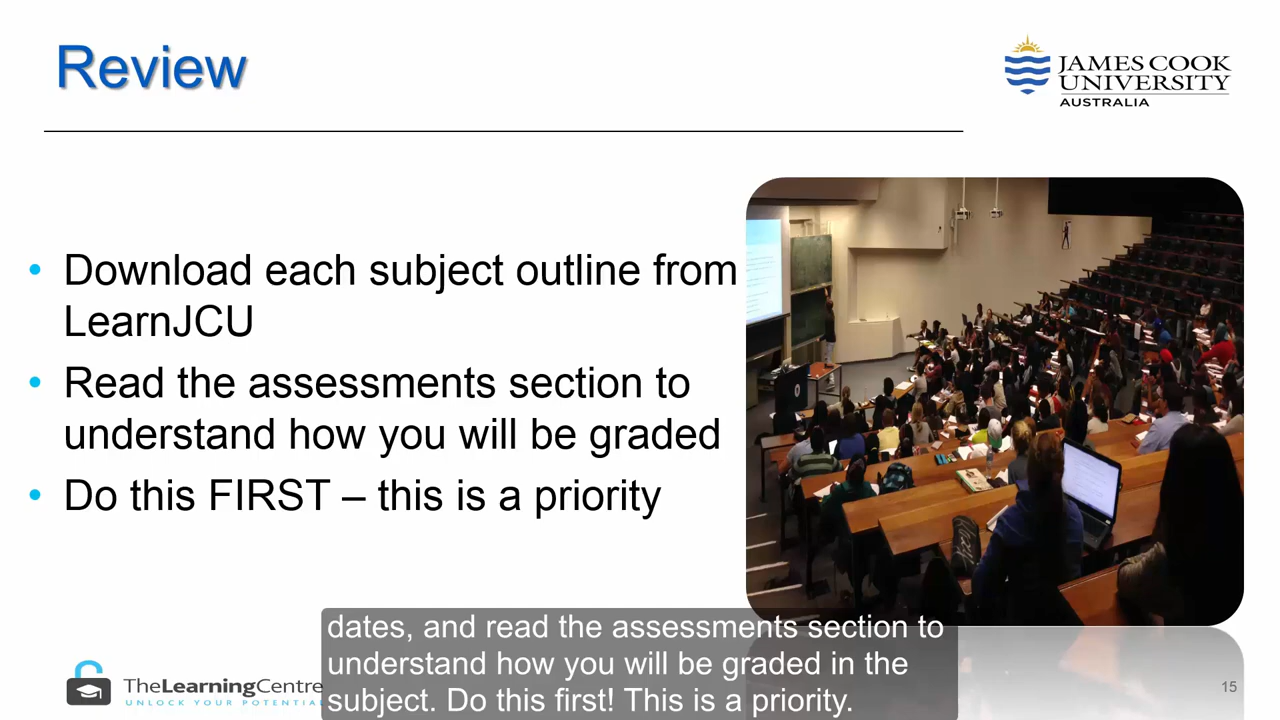 Review
JAMES COOK
UNIVERSITY
AUSTRALIA
• Download each subject outline from
LearnJCU
• Read the assessments section to
understand how you will be graded
• Do this FIRST – this is a priority
dates, and read the assessments section to
understand how you will be graded in the
subject. Do this first! This is a priority.
TheLearningCentre
UNLOCK YOUR POTENTIAL
15